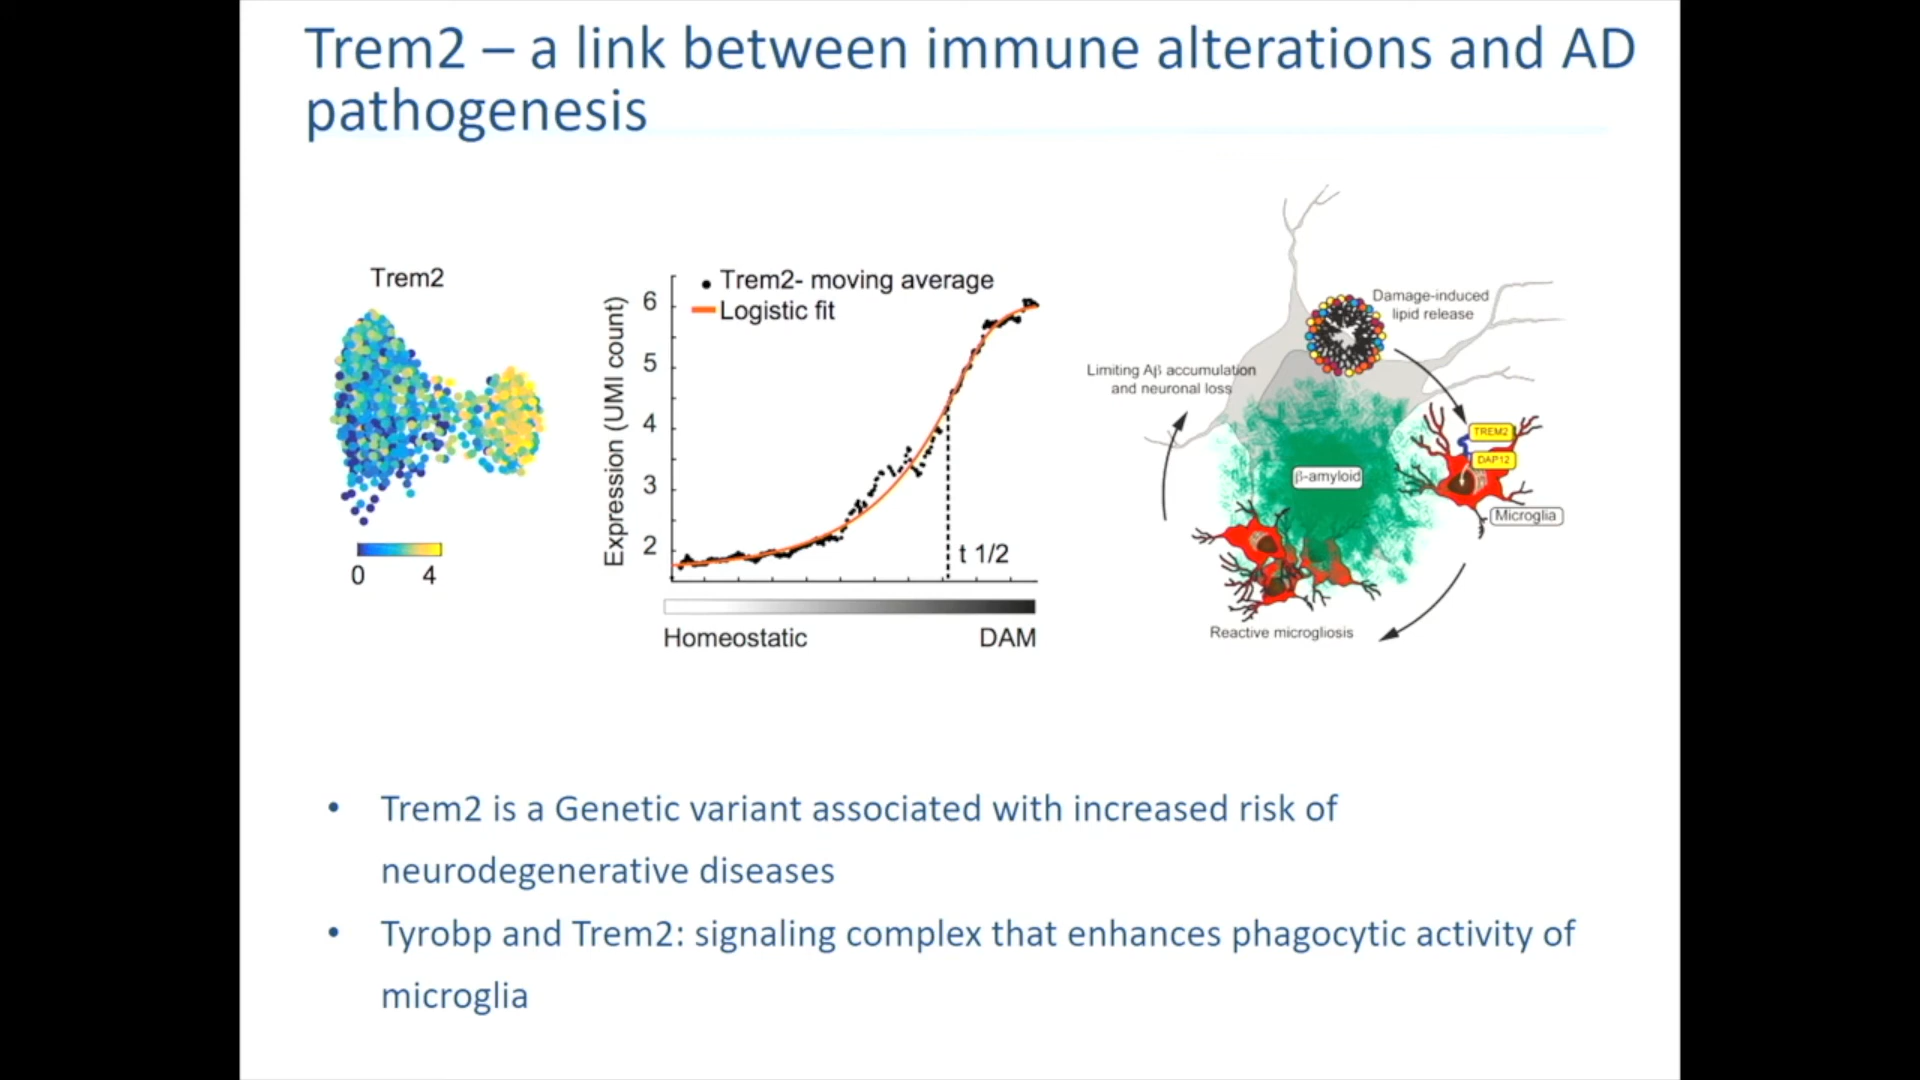 Trem2 – a link between immune alterations and AD
pathogenesis
Trem2
0 4
Expression (UMI count)
6
5
4
3
2
Trem2- moving average
Logistic fit
t 1/2
Homeostatic DAM
Damage-induced
lipid release
Limiting Aβ accumulation
and neuronal loss
TREM2
DAP12
β-amyloid
Microglia
Reactive microgliosis
• Trem2 is a Genetic variant associated with increased risk of
neurodegenerative diseases
• Tyrobp and Trem2: signaling complex that enhances phagocytic activity of
microglia